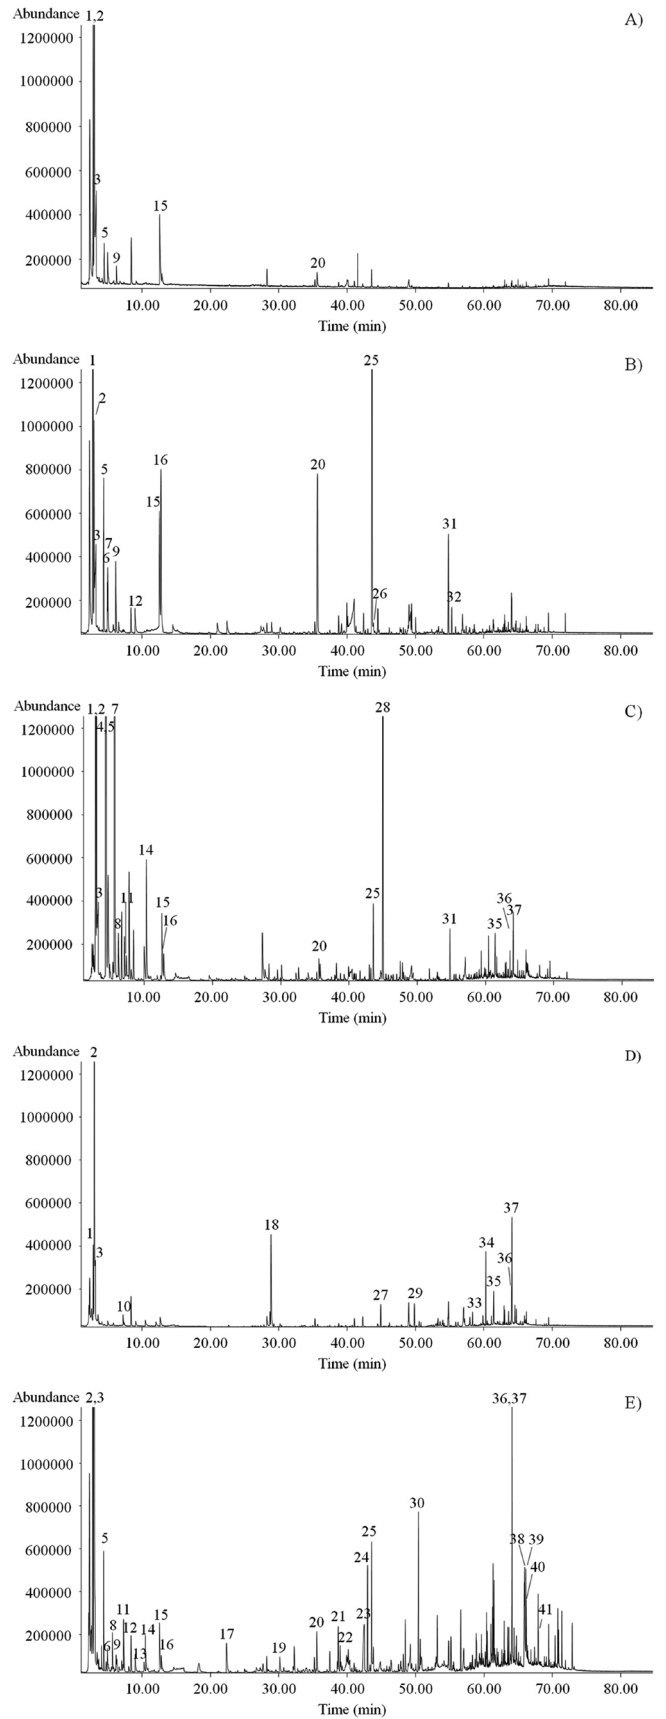 Abundance 1,2 A)
1200000
1000000
800000
600000
3
400000
15
5
200000
9
20
10.00 20.00 30.00 40.00 50.00 60.00 70.00 80.00
Time (min)
Abundance 1 25 B)
1200000
2
1000000
800000
5 16 20
15
600000
31
3 7
400000
6 9
26 32
200000
12
10.00 20.00 30.00 40.00 50.00 60.00 70.00 80.00
Time (min)
Abundance 1,2 7 28 C)
1200000
4,5
1000000
800000
14
600000
3 11 15 25 36
400000
8 16 31 35 37
200000
20
10.00 20.00 30.00 40.00 50.00 60.00 70.00 80.00
Time (min)
Abundance 2 D)
1200000
1000000
800000
600000
18 37
1 34
400000
3 36
35
27 29 33
200000
10
10.00 20.00 30.00 40.00 50.00 60.00 70.00 80.00
Time (min)
Abundance 2,3 36,37 E)
1200000
1000000
800000
30
600000
5 25 38 39
24 40
400000
11 15 21 23 41
8 12 14 20
200000
6 9 13 16 17 19 22
10.00 20.00 30.00 40.00 50.00 60.00 70.00 80.00
Time (min)